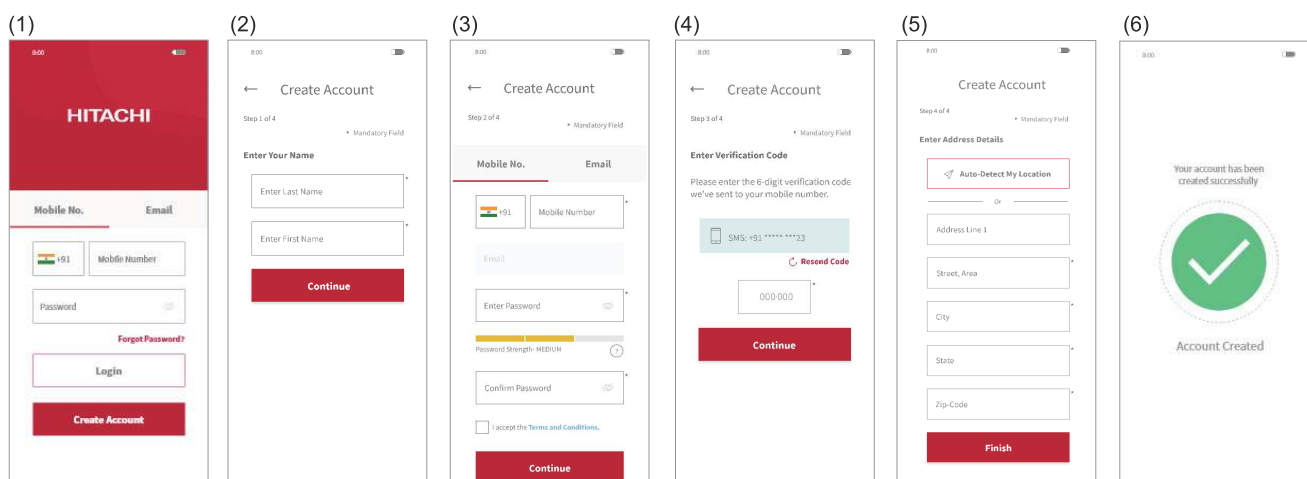 (1)
8:00
HITACHI
Mobile No. Email
+91 Mobile Number
Password
Forgot Password?
Login
Create Account
(2)
8:00
← Create Account
Step 1 of 4
* Mandatory Field
Enter Your Name
Enter Last Name *
Enter First Name *
Continue
(3)
8:00
← Create Account
Step 2 of 4
* Mandatory Field
Mobile No. Email
+91 Mobile Number *
Email
Enter Password *
Password Strength- MEDIUM ?
Confirm Password *
I accept the Terms and Conditions.
Continue
(4)
8:00
← Create Account
Step 3 of 4
* Mandatory Field
Enter Verification Code
Please enter the 6-digit verification code
we've sent to your mobile number.
SMS: +91 ***** ***23
Resend Code
000-000 *
Continue
(5)
8:00
Create Account
Step 4 of 4
* Mandatory Field
Enter Address Details
Auto-Detect My Location
Or
Address Line 1
Street, Area *
City *
State *
Zip-Code *
Finish
(6)
8:00
Your account has been
created successfully
Account Created